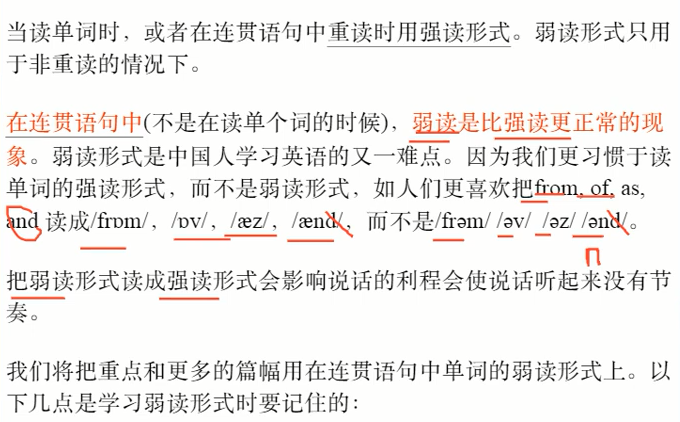 当读单词时，或者在连贯语句中重读时用强读形式。弱读形式只用
于非重读的情况下。
在连贯语句中(不是在读单个词的时候)，弱读是比强读更正常的现
象。弱读形式是中国人学习英语的又一难点。因为我们更习惯于读
单词的强读形式，而不是弱读形式，如人们更喜欢把from, of, as,
and 读成/frɒm/，/ɒv/，/æz/，/ænd/，而不是/frəm/ /əv/ /əz/ /ənd/。
n
把弱读形式读成强读形式会影响说话的利程会使说话听起来没有节
奏。
我们将把重点和更多的篇幅用在连贯语句中单词的弱读形式上。以
下几点是学习弱读形式时要记住的：